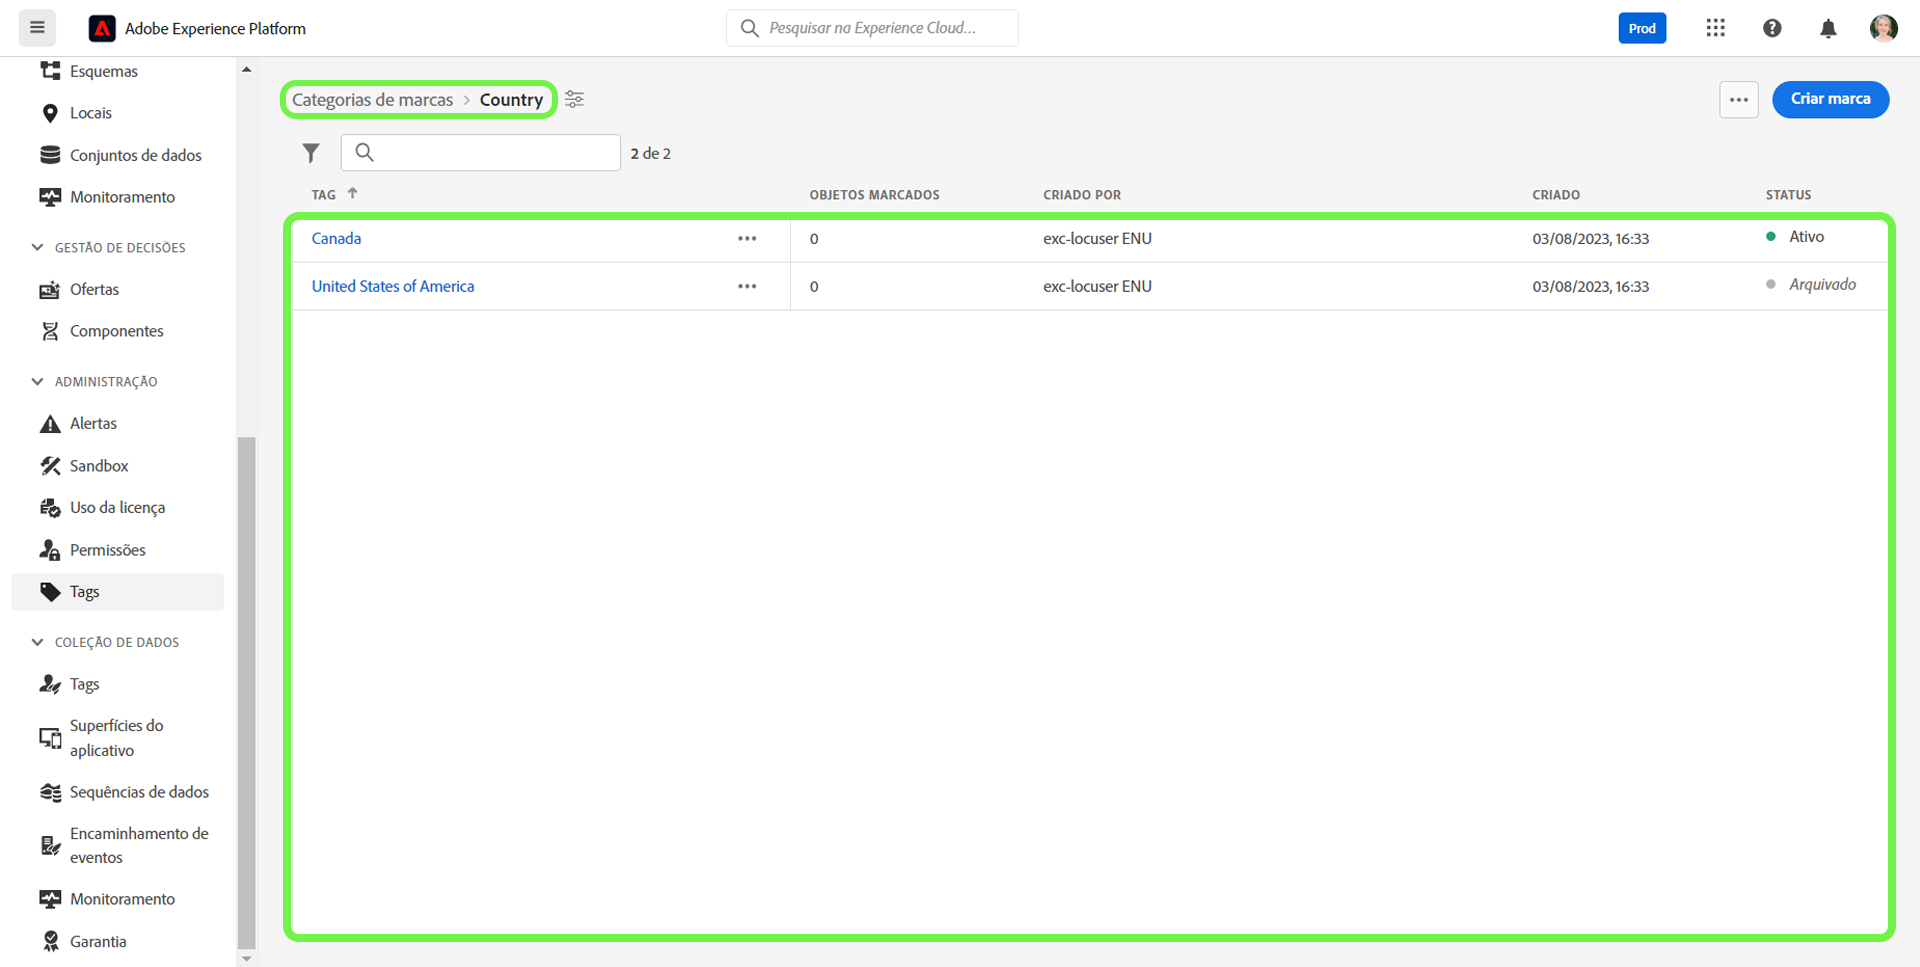 Adobe Experience Platform
Pesquisar na Experience Cloud...
Prod
Esquemas
Locais
Conjuntos de dados
Monitoramento
GESTÃO DE DECISÕES
Ofertas
Componentes
ADMINISTRAÇÃO
Alertas
Sandbox
Uso da licença
Permissões
Tags
COLEÇÃO DE DADOS
Tags
Superfícies do
aplicativo
Sequências de dados
Encaminhamento de
eventos
Monitoramento
Garantia
Categorias de marcas > Country
Criar marca
2 de 2
TAG OBJETOS MARCADOS CRIADO POR CRIADO STATUS
Canada 0 exc-locuser ENU 03/08/2023, 16:33 Ativo
United States of America 0 exc-locuser ENU 03/08/2023, 16:33 Arquivado